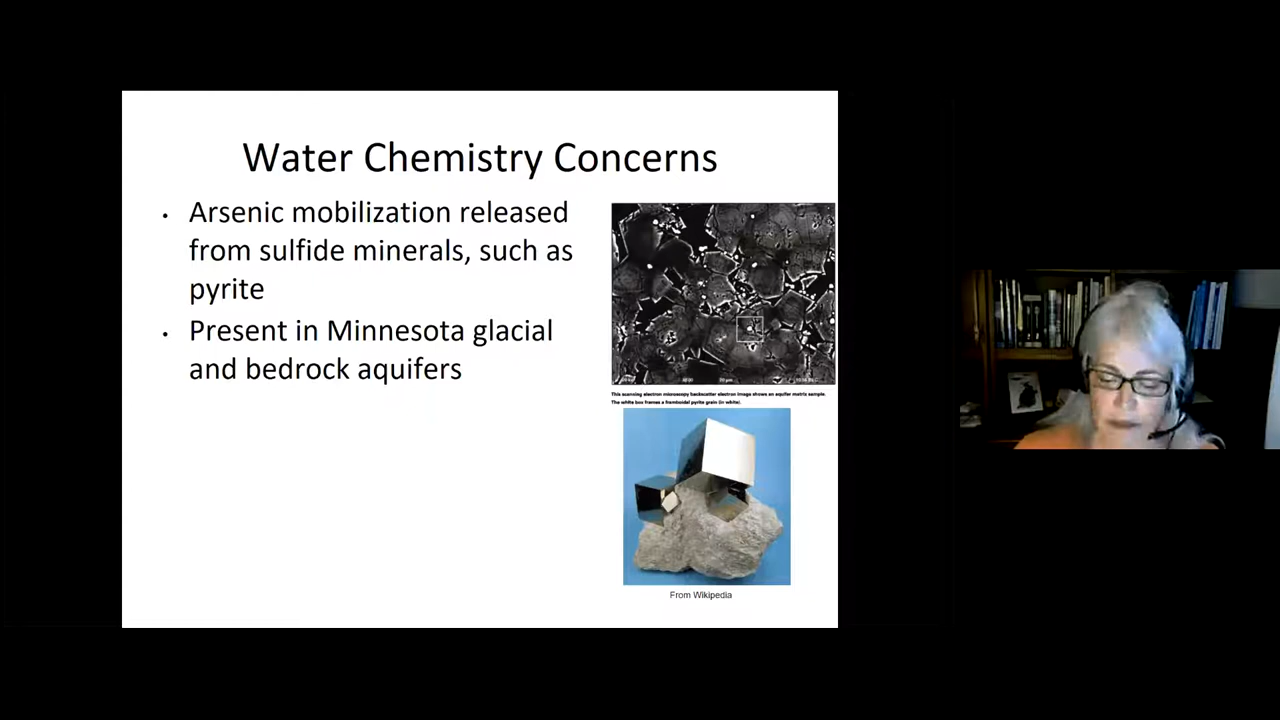 Water Chemistry Concerns
• Arsenic mobilization released
from sulfide minerals, such as
pyrite
• Present in Minnesota glacial
and bedrock aquifers
This scanning electron microscopy backscatter electron image shows an aquifer matrix sample.
The white box frames a framboidal pyrite grain (in white).
From Wikipedia